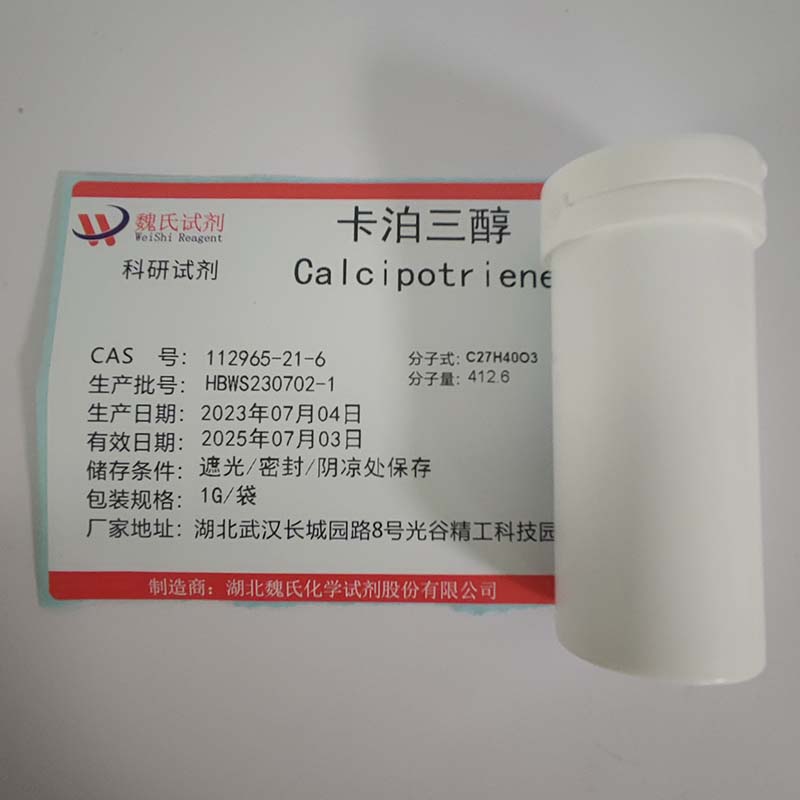 魏氏试剂
WeiShi Reagent
科研试剂
卡泊三醇
Calcipotriene
CAS 号: 112965-21-6
分子式: C27H40O3
生产批号: HBWS230702-1
分子量: 412.6
生产日期: 2023年07月04日
有效日期: 2025年07月03日
储存条件: 遮光/密封/阴凉处保存
包装规格: 1G/袋
厂家地址: 湖北武汉长城园路8号光谷精工科技园
制造商: 湖北魏氏化学试剂股份有限公司